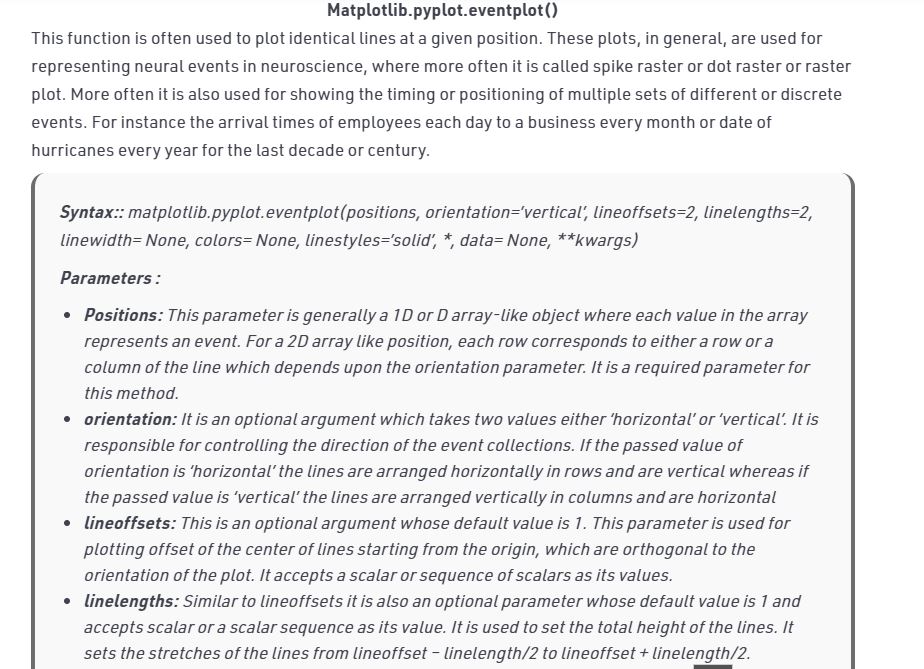 Matplotlib.pyplot.eventplot()
This function is often used to plot identical lines at a given position. These plots, in general, are used for
representing neural events in neuroscience, where more often it is called spike raster or dot raster or raster
plot. More often it is also used for showing the timing or positioning of multiple sets of different or discrete
events. For instance the arrival times of employees each day to a business every month or date of
hurricanes every year for the last decade or century.
Syntax:: matplotlib.pyplot.eventplot(positions, orientation=‘vertical’, lineoffsets=2, linelengths=2,
linewidth= None, colors= None, linestyles=‘solid’, *, data= None, **kwargs)
Parameters :
• Positions: This parameter is generally a 1D or D array-like object where each value in the array
represents an event. For a 2D array like position, each row corresponds to either a row or a
column of the line which depends upon the orientation parameter. It is a required parameter for
this method.
• orientation: It is an optional argument which takes two values either ‘horizontal’ or ‘vertical’. It is
responsible for controlling the direction of the event collections. If the passed value of
orientation is ‘horizontal’ the lines are arranged horizontally in rows and are vertical whereas if
the passed value is ‘vertical’ the lines are arranged vertically in columns and are horizontal
• lineoffsets: This is an optional argument whose default value is 1. This parameter is used for
plotting offset of the center of lines starting from the origin, which are orthogonal to the
orientation of the plot. It accepts a scalar or sequence of scalars as its values.
• linelengths: Similar to lineoffsets it is also an optional parameter whose default value is 1 and
accepts scalar or a scalar sequence as its value. It is used to set the total height of the lines. It
sets the stretches of the lines from lineoffset – linelength/2 to lineoffset + linelength/2.